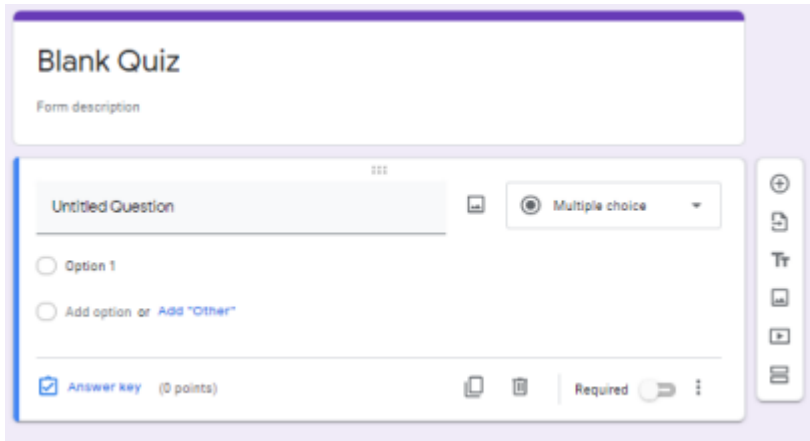 Blank Quiz
Form description
Untitled Question
Multiple choice
Option 1
Add option or Add "Other"
Answer key (0 points)
Required
Tт